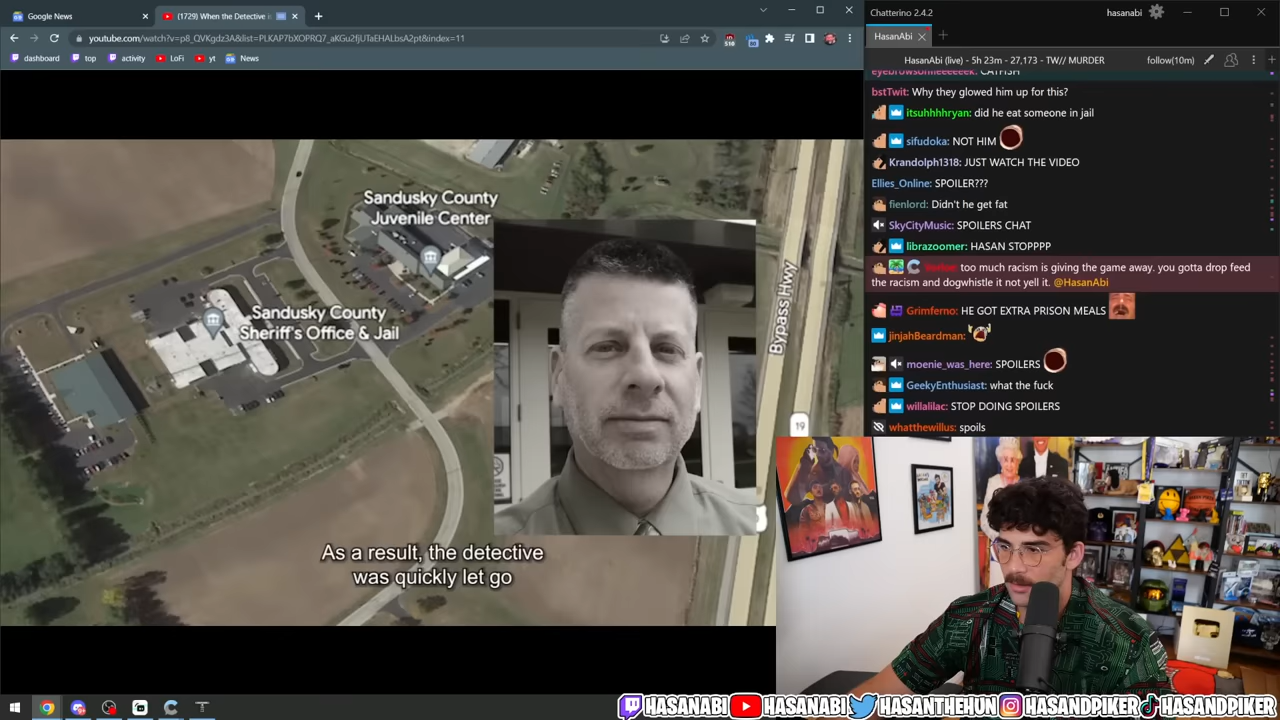 Google News
(1729) When the Detective is
youtube.com/watch?v=p8_QVKgdz3A&list=PLKAP7bXOPRQ7_aKGu2fJUTaEHALbsA2pt&index=11
dashboard
top
activity
LoFi
yt
News
Sandusky County
Juvenile Center
Sandusky County
Sheriff's Office & Jail
Bypass Hwy
19
As a result, the detective
was quickly let go
Chatterino 2.4.2
hasanabi
HasanAbi
HasanAbi (live) - 5h 23m - 27,173 - TW// MURDER
follow(10m)
CATFISH
bstTwit: Why they glowed him up for this?
itsuhhhhryan: did he eat someone in jail
sifudoka: NOT HIM
Krandolph1318: JUST WATCH THE VIDEO
Ellies_Online: SPOILER???
fienlord: Didn't he get fat
SkyCityMusic: SPOILERS CHAT
librazoomer: HASAN STOPPPP
too much racism is giving the game away. you gotta drop feed
the racism and dogwhistle it not yell it. @HasanAbi
Grimferno: HE GOT EXTRA PRISON MEALS
jinjahBeardman:
moenie_was_here: SPOILERS
GeekyEnthusiast: what the fuck
willalilac: STOP DOING SPOILERS
whatthewillus: spoils
HASANABI HASANABI HASANTHEHUN HASANDPIKER HASANDPIKER